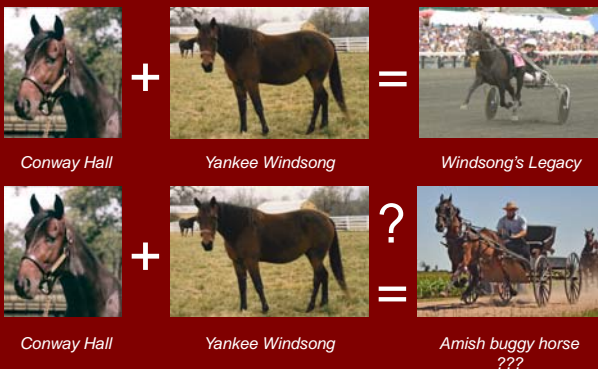 + =
Conway Hall Yankee Windsong Windsong's Legacy
?
+ =
Conway Hall Yankee Windsong Amish buggy horse
???